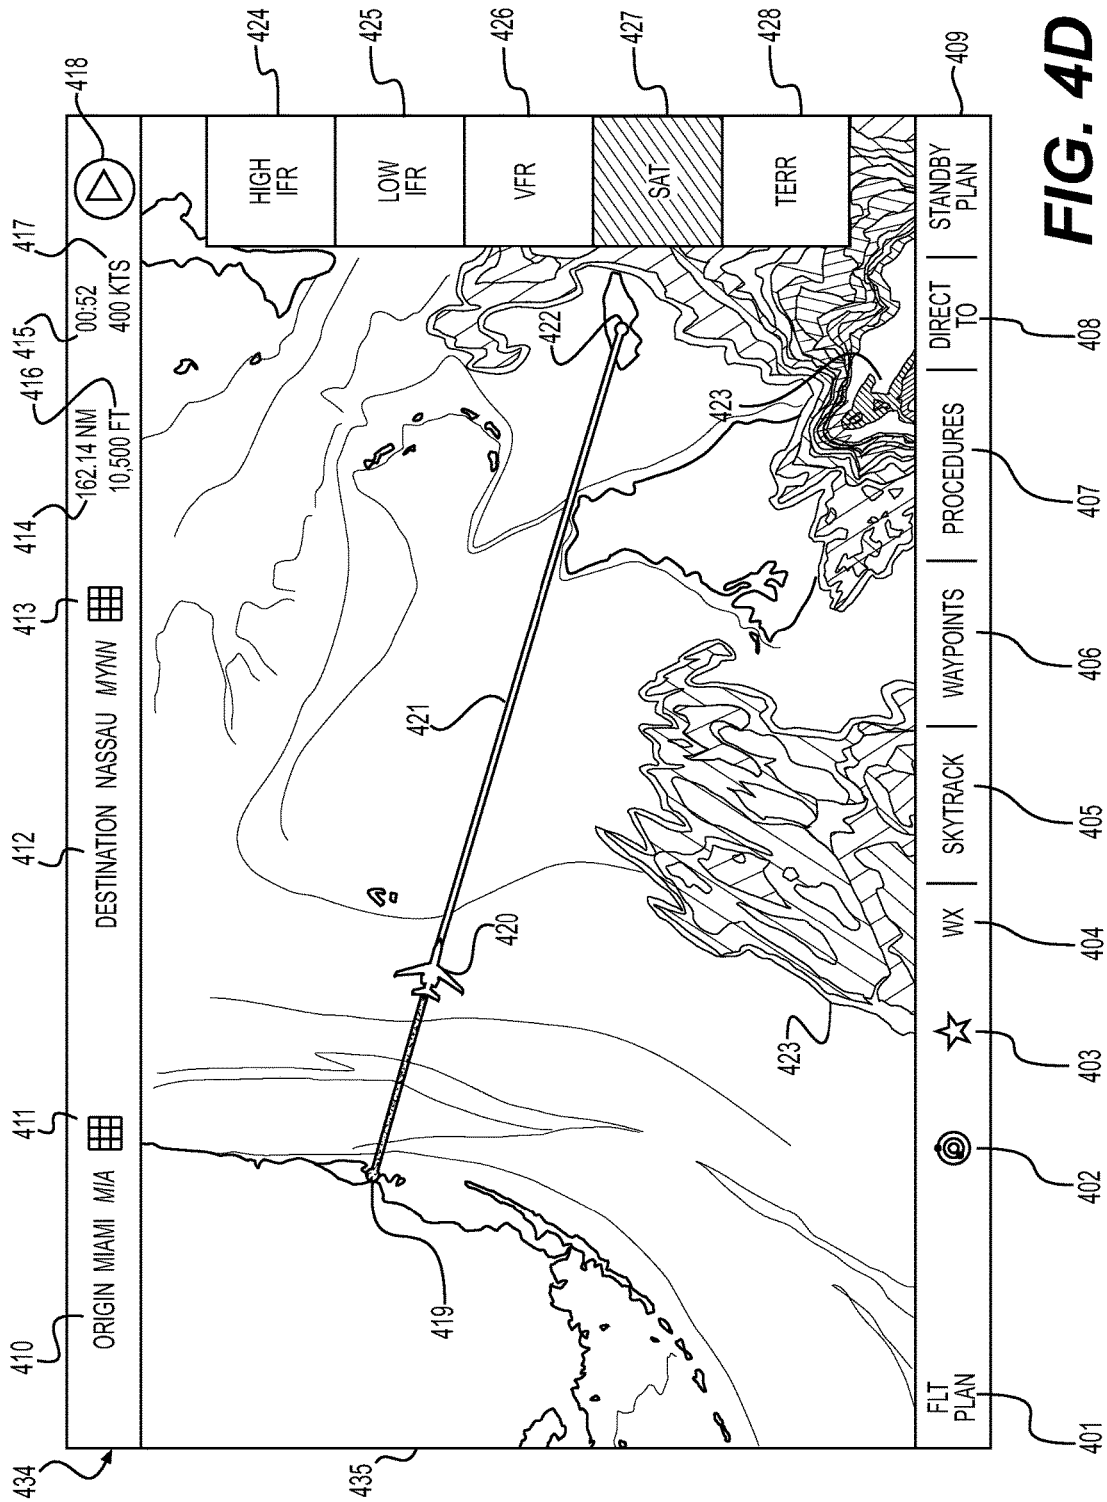 434
410
411
412
413
414
416
415
417
418
ORIGIN MIAMI MIA
DESTINATION NASSAU MYNN
162.14 NM
00:52
10,500 FT
400 KTS
HIGH
IFR
424
LOW
IFR
425
VFR
426
SAT
427
TERR
428
419
420
421
422
423
423
435
FLT
PLAN
WX
SKYTRACK
WAYPOINTS
PROCEDURES
DIRECT
TO
STANDBY
PLAN
409
401
402
403
404
405
406
407
408
FIG. 4D